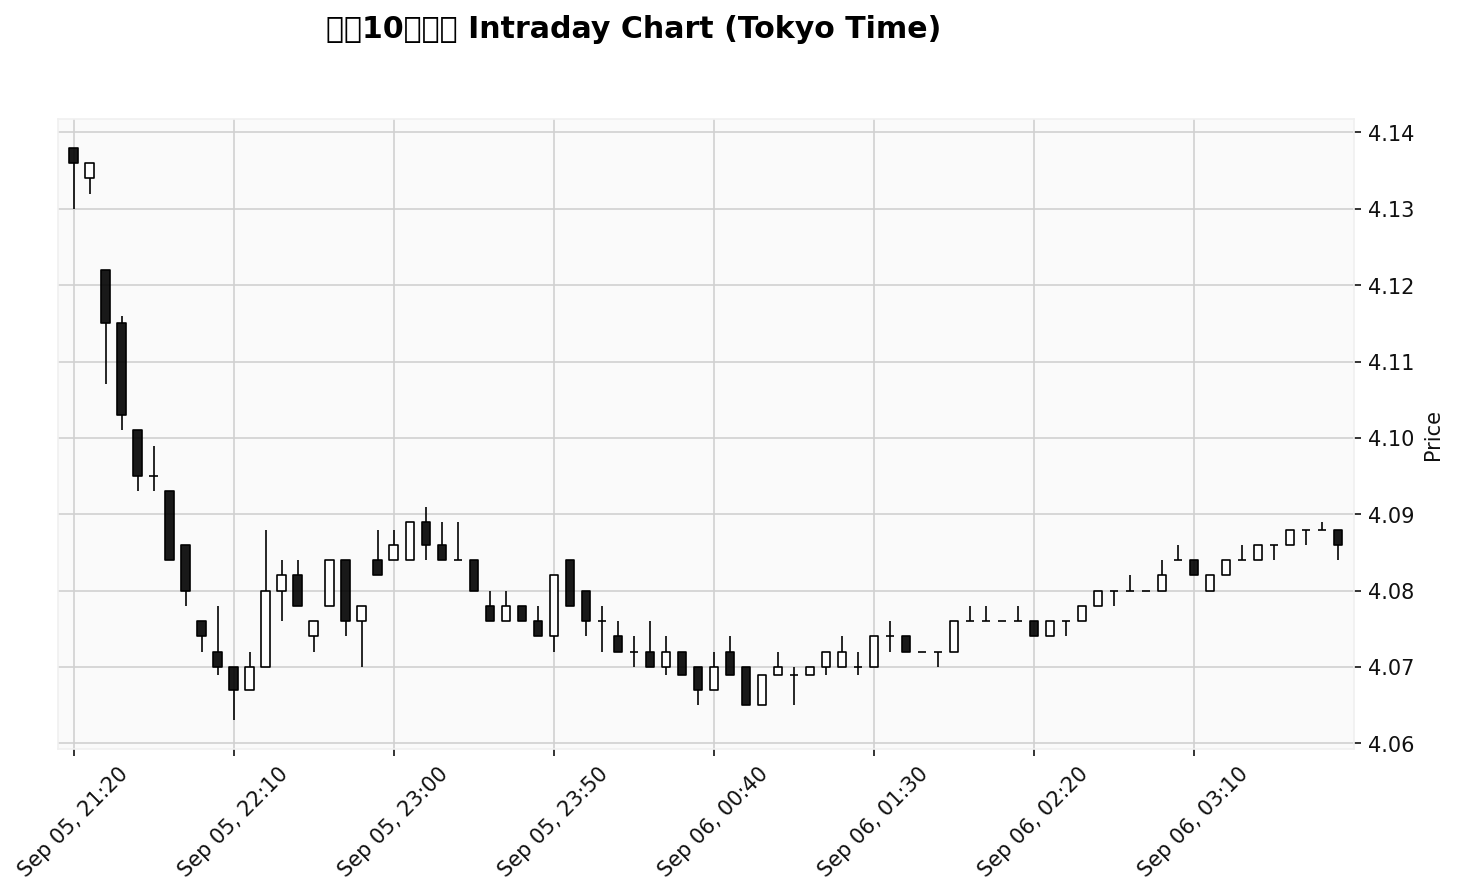 10 Intraday Chart (Tokyo Time)
4.14
4.13
4.12
4.11
4.10
4.09
4.08
4.07
4.06
Price
Sep 05, 21:20
Sep 05, 22:10
Sep 05, 23:00
Sep 05, 23:50
Sep 06, 00:40
Sep 06, 01:30
Sep 06, 02:20
Sep 06, 03:10